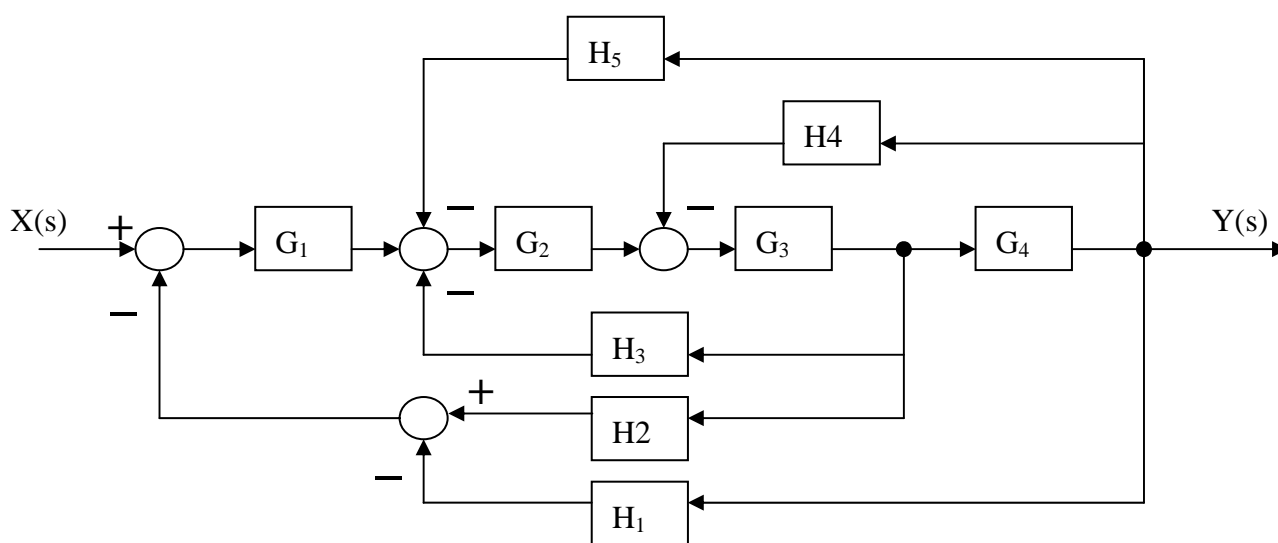 H₅
H4
X(s)
+
−
−
Y(s)
G₁
G₂
G₃
G₄
−
−
H₃
+
H2
−
H₁